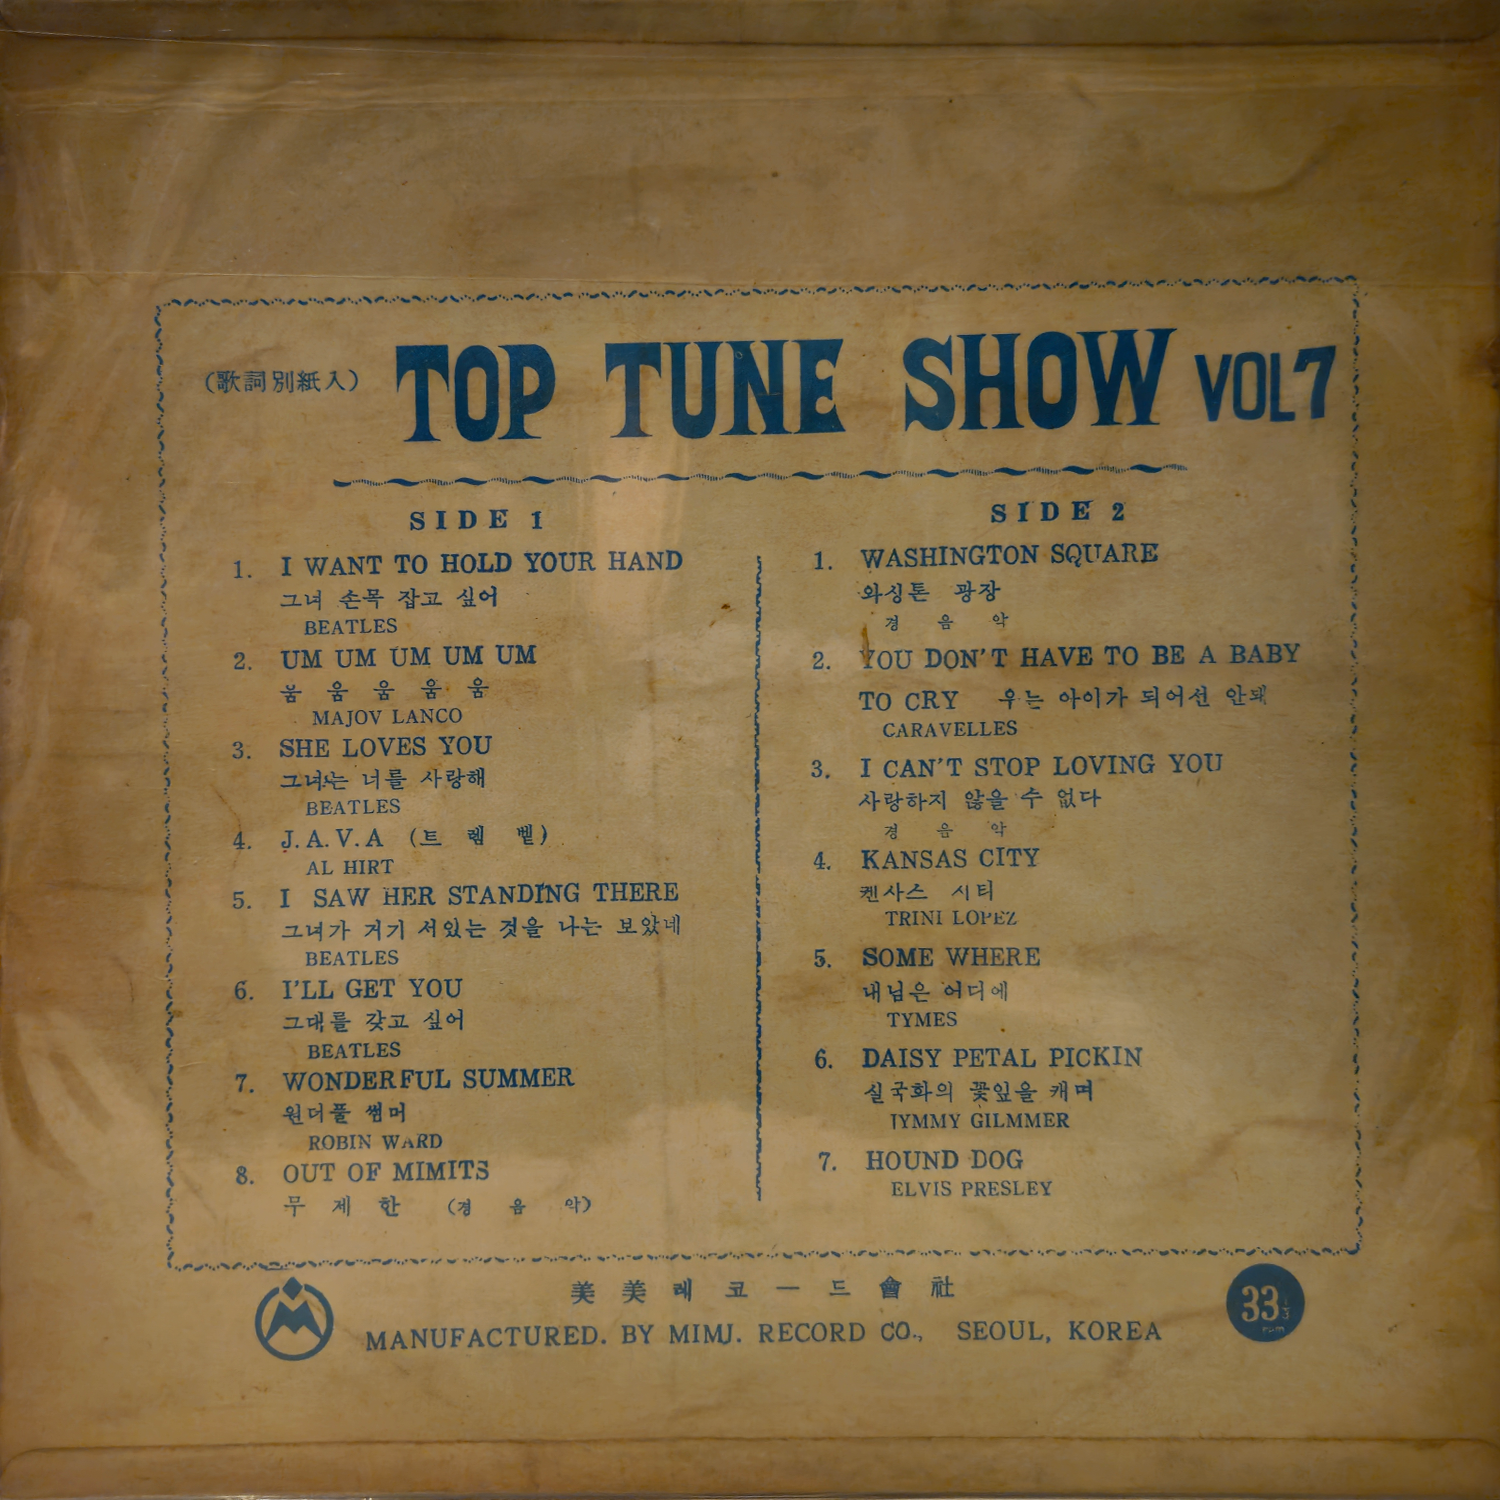 (歌詞別紙入) TOP TUNE SHOW VOL7
SIDE 1
1. I WANT TO HOLD YOUR HAND
그녀 손목 잡고 싶어
BEATLES
2. UM UM UM UM UM
움 움 움 움 움
MAJOV LANCO
3. SHE LOVES YOU
그녀는 너를 사랑해
BEATLES
4. J.A.V.A (트 렘 벹)
AL HIRT
5. I SAW HER STANDING THERE
그녀가 거기 서있는 것을 나는 보았네
BEATLES
6. I'LL GET YOU
그대를 갖고 싶어
BEATLES
7. WONDERFUL SUMMER
원더풀 썸머
ROBIN WARD
8. OUT OF MIMITS
무 제 한 (경 음 악)
SIDE 2
1. WASHINGTON SQUARE
와싱톤 광장
경 음 악
2. YOU DON'T HAVE TO BE A BABY
TO CRY 우는 아이가 되어선 안돼
CARAVELLES
3. I CAN'T STOP LOVING YOU
사랑하지 않을 수 없다
경 음 악
4. KANSAS CITY
켄사스 시티
TRINI LOPEZ
5. SOME WHERE
내님은 어디에
TYMES
6. DAISY PETAL PICKIN
실국화의 꽃잎을 캐며
JYMMY GILMMER
7. HOUND DOG
ELVIS PRESLEY
美美레코ー드會社
MANUFACTURED. BY MIMJ. RECORD CO., SEOUL, KOREA
33 1/3
rpm